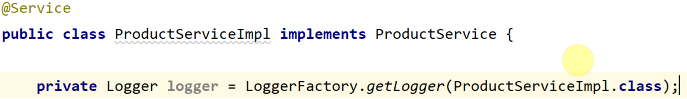 @Service
public class ProductServiceImpl implements ProductService {
private Logger logger = LoggerFactory.getLogger(ProductServiceImpl.class);